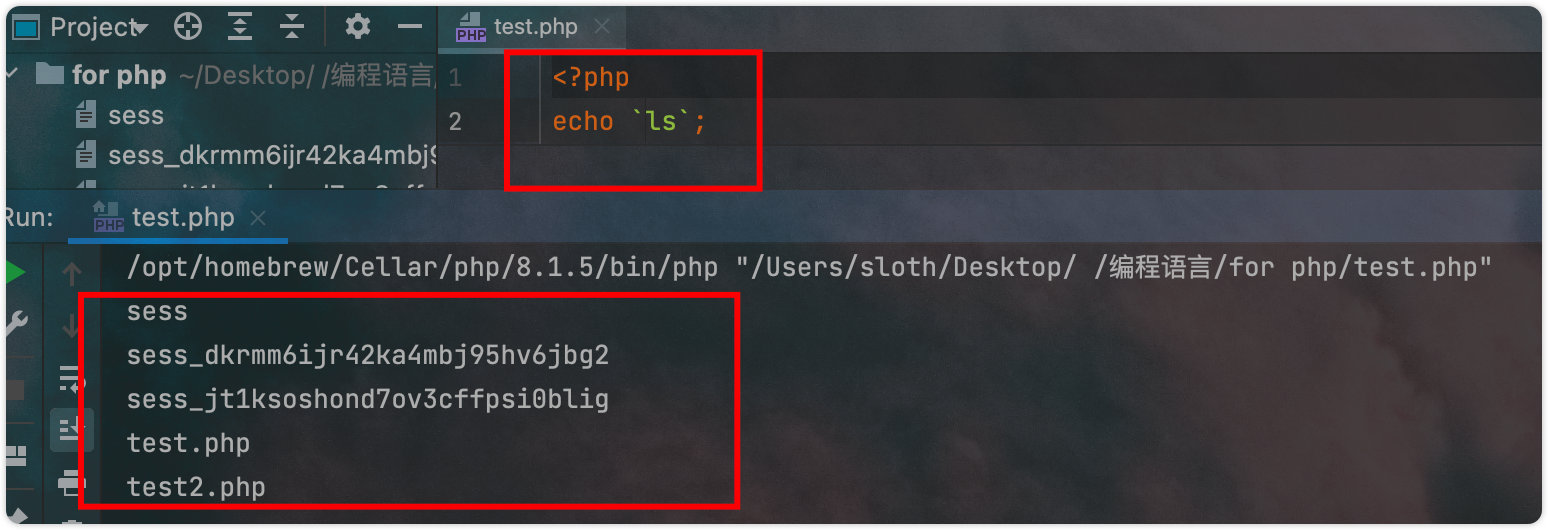 Project
test.php
for php ~/Desktop/ /编程语言/
sess
sess_dkrmm6ijr42ka4mbj9
1 <?php
2 echo `ls`;
Run: test.php
/opt/homebrew/Cellar/php/8.1.5/bin/php "/Users/sloth/Desktop/ /编程语言/for php/test.php"
sess
sess_dkrmm6ijr42ka4mbj95hv6jbg2
sess_jt1ksoshond7ov3cffpsi0blig
test.php
test2.php